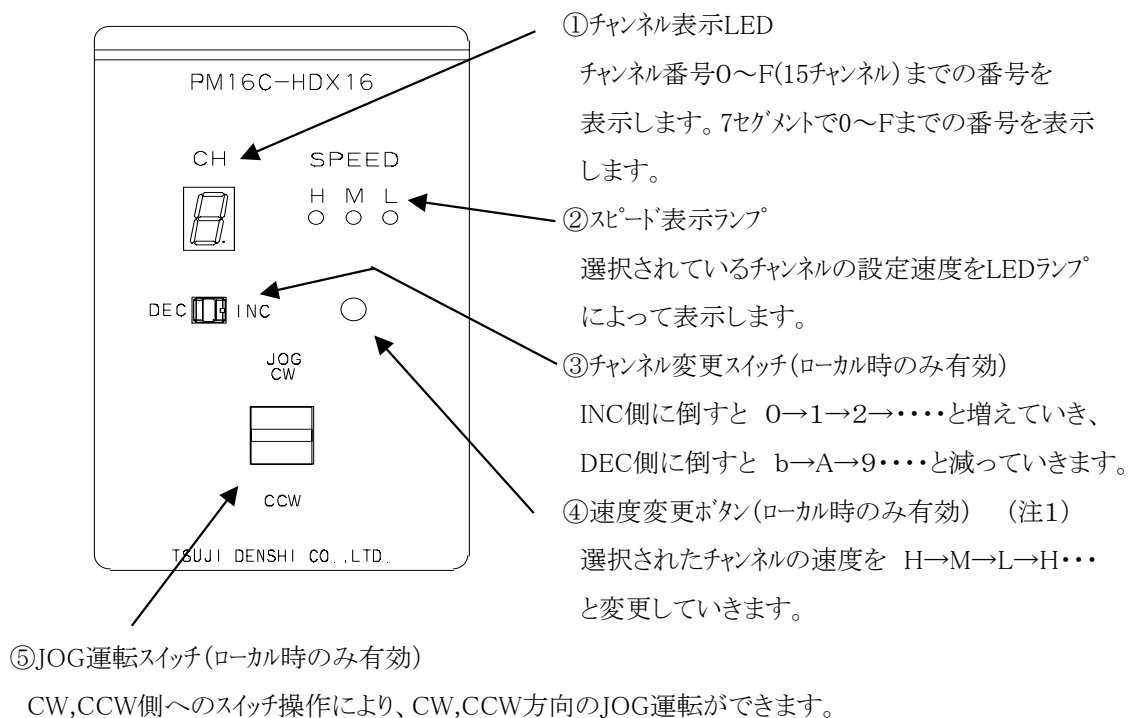 PM16C-HDX16
CH
SPEED
H M L
DEC
INC
JOG
CW
CCW
TSUJI DENSHI CO.,LTD.
①チャンネル表示LED
チャンネル番号0～F(15チャンネル)までの番号を
表示します。7セグメントで0～Fまでの番号を表示
します。
②スピード表示ランプ
選択されているチャンネルの設定速度をLEDランプ
によって表示します。
③チャンネル変更スイッチ(ローカル時のみ有効)
INC側に倒すと 0→1→2→・・・・と増えていき、
DEC側に倒すと b→A→9・・・・と減っていきます。
④速度変更ボタン(ローカル時のみ有効) (注1)
選択されたチャンネルの速度を H→M→L→H・・・
と変更していきます。
⑤JOG運転スイッチ(ローカル時のみ有効)
CW,CCW側へのスイッチ操作により、CW,CCW方向のJOG運転ができます。